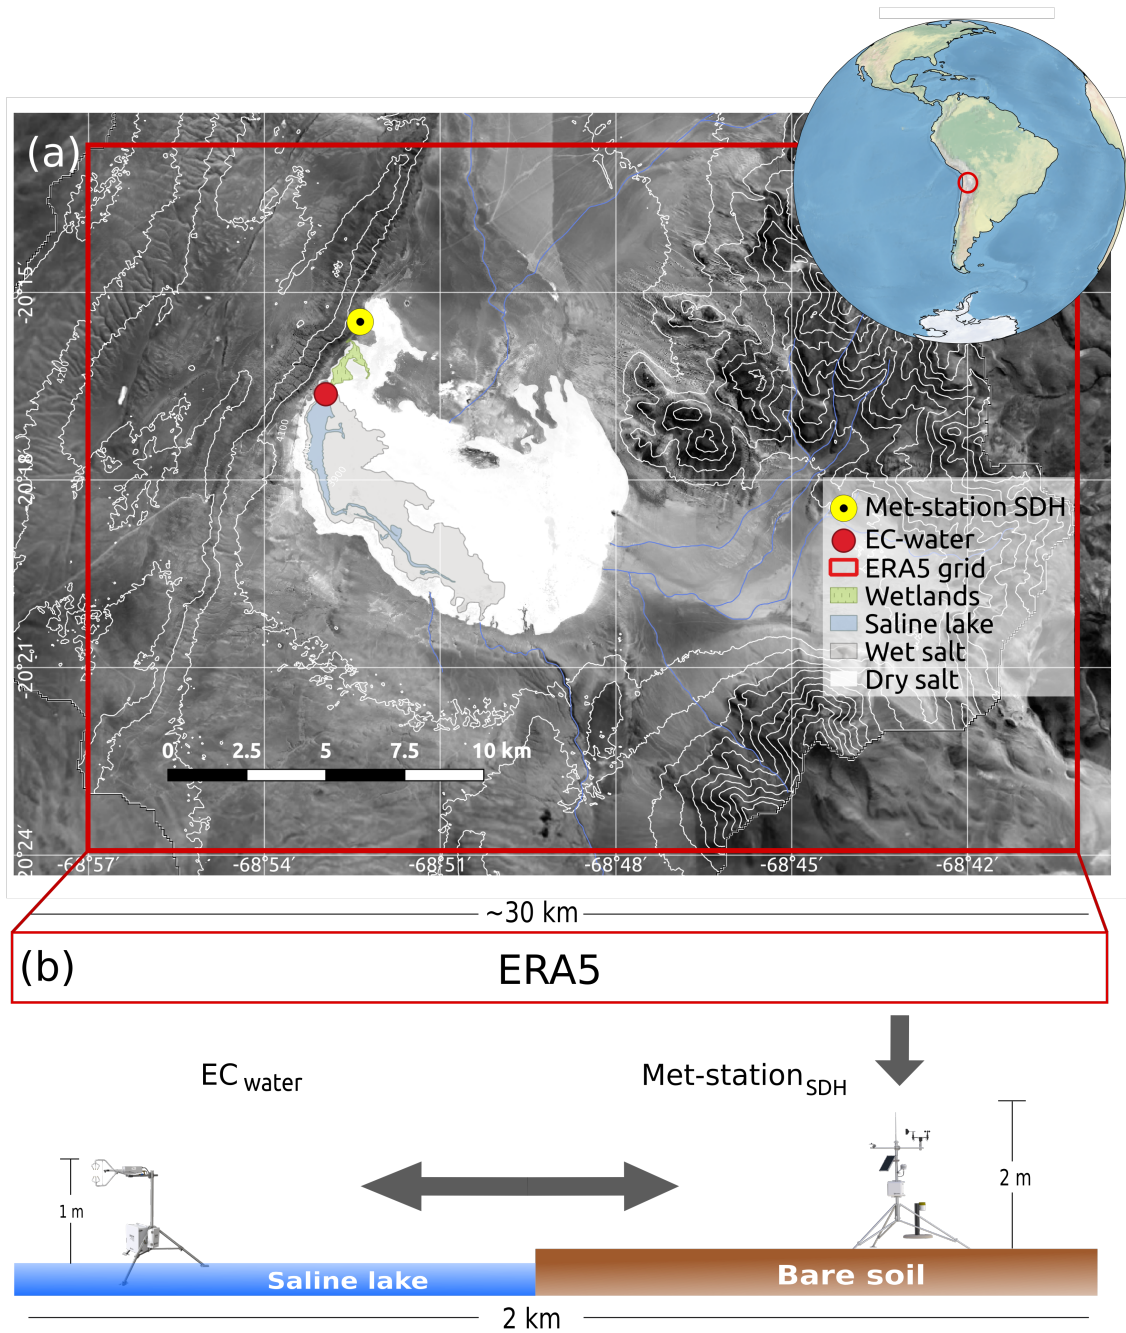 (a)
-20°15′
-20°18′
-20°21′
20°24′
4200
4100
Met-station SDH
EC-water
ERA5 grid
Wetlands
Saline lake
Wet salt
Dry salt
0 2.5 5 7.5 10 km
-68°57′ -68°54′ -68°51′ -68°48′ -68°45′ -68°42′
~30 km
(b) ERA5
EC water Met-station SDH
1 m
2 m
Saline lake Bare soil
2 km